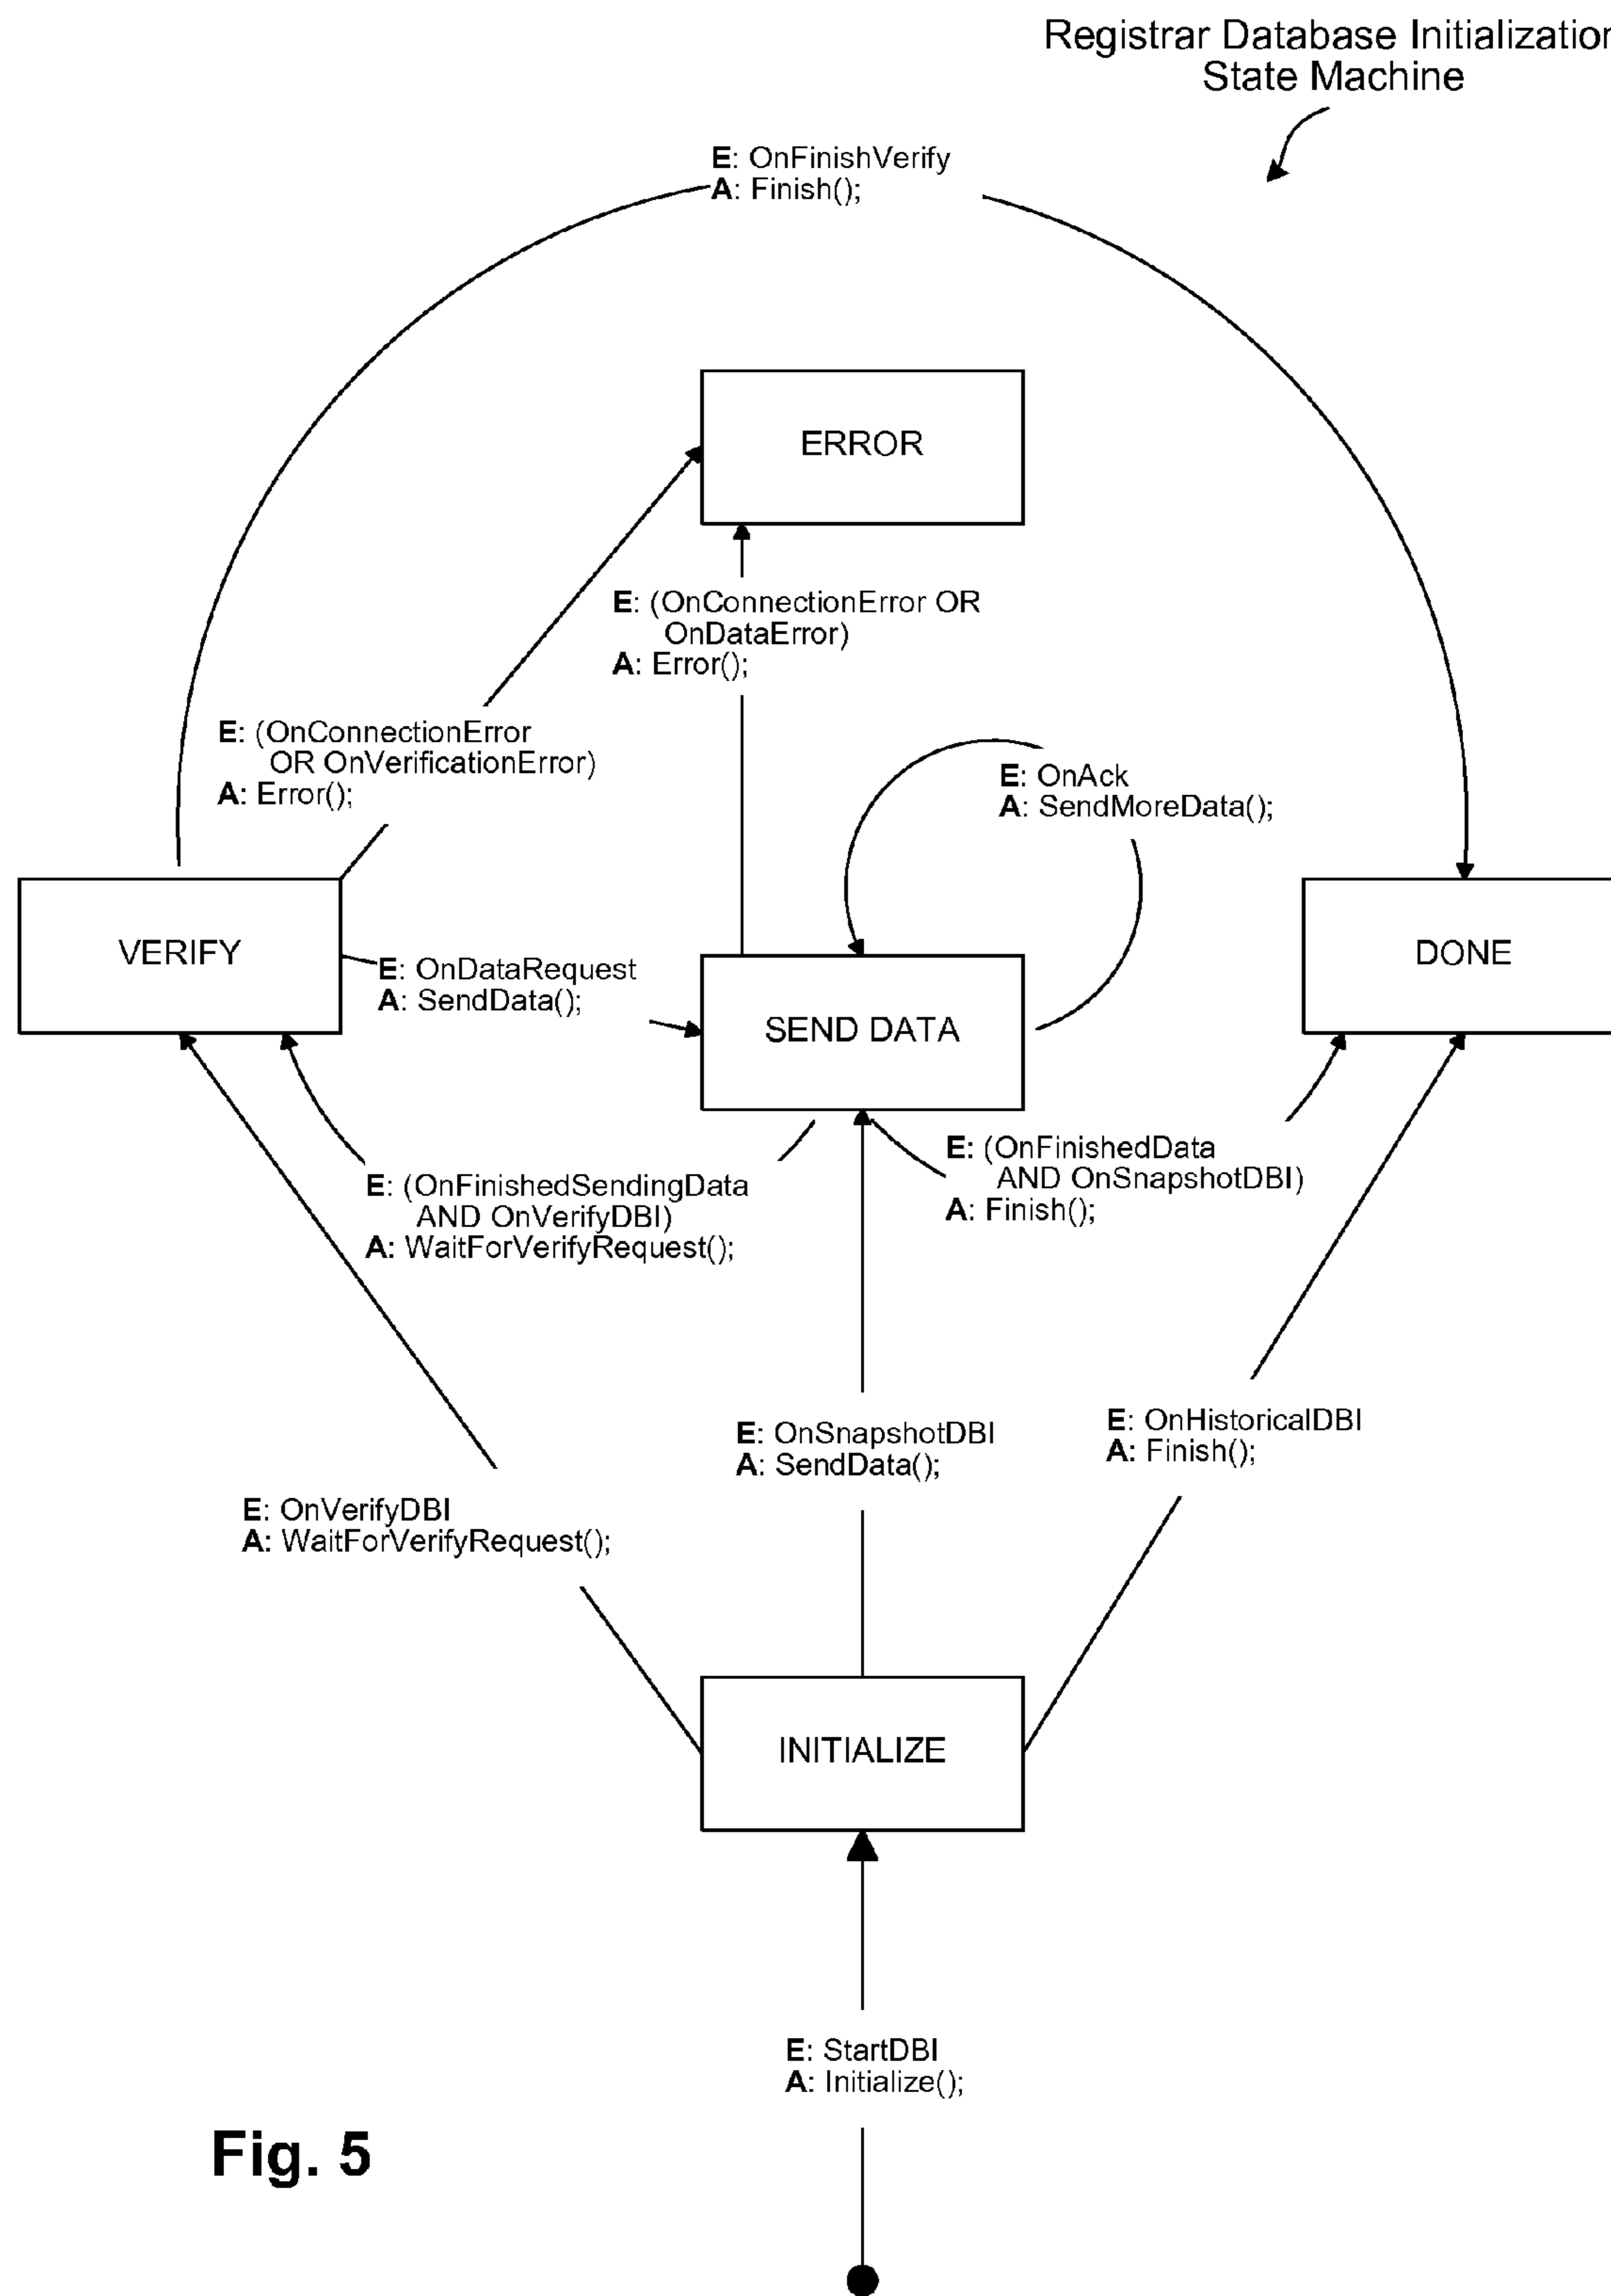 Registrar Database Initialization
State Machine
E: OnFinishVerify
A: Finish();
ERROR
E: (OnConnectionError OR
OnDataError)
A: Error();
E: (OnConnectionError
OR OnVerificationError)
A: Error();
E: OnAck
A: SendMoreData();
VERIFY
E: OnDataRequest
A: SendData();
SEND DATA
DONE
E: (OnFinishedData
AND OnSnapshotDBI)
A: Finish();
E: (OnFinishedSendingData
AND OnVerifyDBI)
A: WaitForVerifyRequest();
E: OnSnapshotDBI
A: SendData();
E: OnHistoricalDBI
A: Finish();
E: OnVerifyDBI
A: WaitForVerifyRequest();
INITIALIZE
E: StartDBI
A: Initialize();
Fig. 5